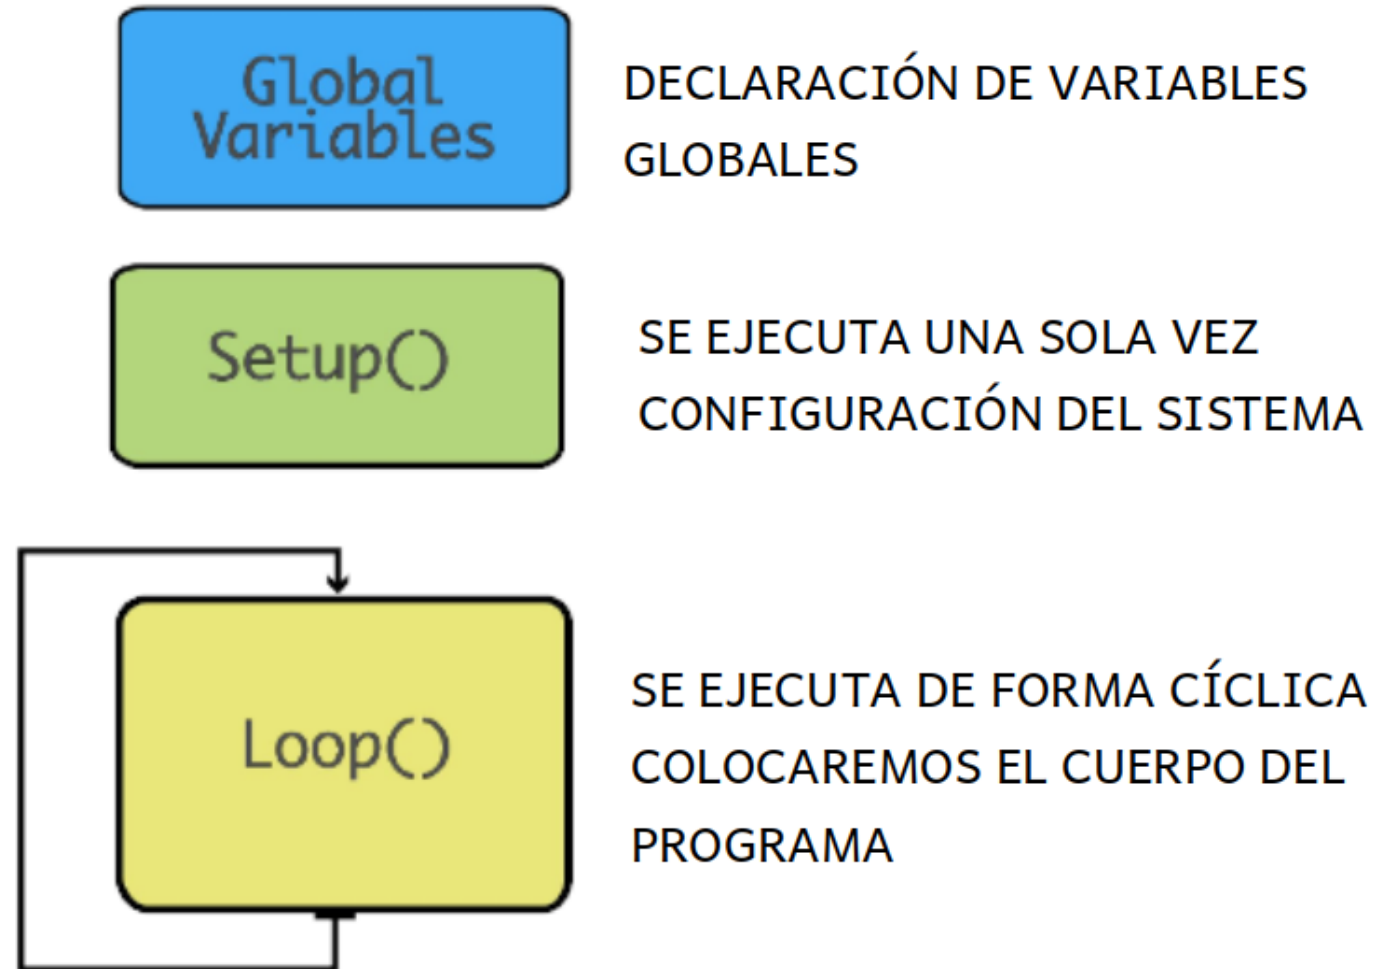 Global
Variables
DECLARACIÓN DE VARIABLES
GLOBALES
Setup()
SE EJECUTA UNA SOLA VEZ
CONFIGURACIÓN DEL SISTEMA
Loop()
SE EJECUTA DE FORMA CÍCLICA
COLOCAREMOS EL CUERPO DEL
PROGRAMA